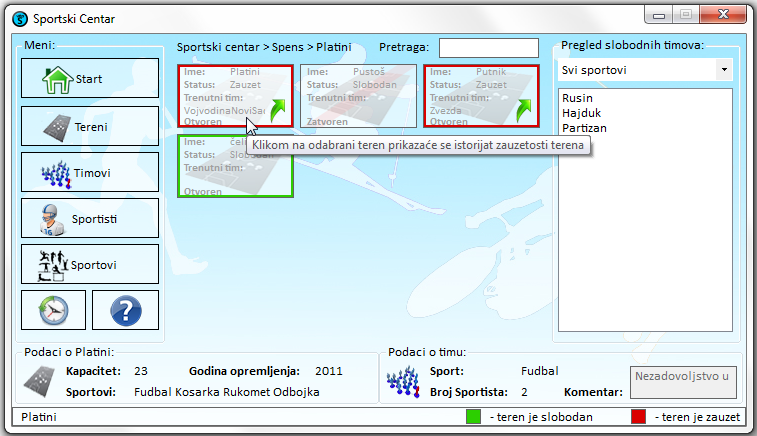 Sportski Centar
Meni:
Start
Tereni
Timovi
Sportisti
Sportovi
Sportski centar > Spens > Platini
Pretraga:
Ime: Platini
Status: Zauzet
Trenutni tim:
VojvodinaNoviSad
Otvoren
Ime: Pustoš
Status: Slobodan
Trenutni tim:
Zatvoren
Ime: Putnik
Status: Zauzet
Trenutni tim:
Zvezda
Otvoren
Klikom na odabrani teren prikazaće se istorijat zauzetosti terena
Ime:
Status: Slobodan
Trenutni tim:
Otvoren
Pregled slobodnih timova:
Svi sportovi
Rusin
Hajduk
Partizan
Podaci o Platini:
Kapacitet: 23 Godina opremljenja: 2011
Sportovi: Fudbal Kosarka Rukomet Odbojka
Podaci o timu:
Sport: Fudbal
Broj Sportista: 2 Komentar: Nezadovoljstvo u
Platini
- teren je slobodan
- teren je zauzet